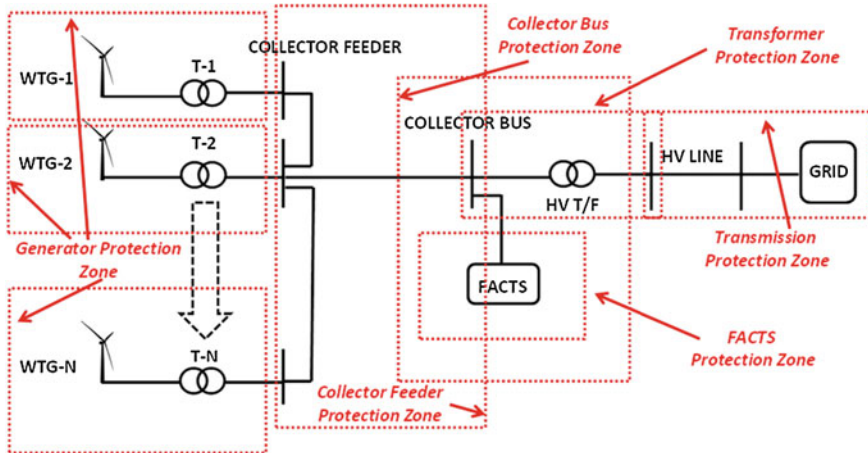 Collector Bus
Protection Zone
Transformer
Protection Zone
COLLECTOR FEEDER
WTG-1
T-1
COLLECTOR BUS
WTG-2
T-2
HV T/F
HV LINE
GRID
Generator Protection
Zone
Transmission
Protection Zone
FACTS
FACTS
Protection Zone
WTG-N
T-N
Collector Feeder
Protection Zone